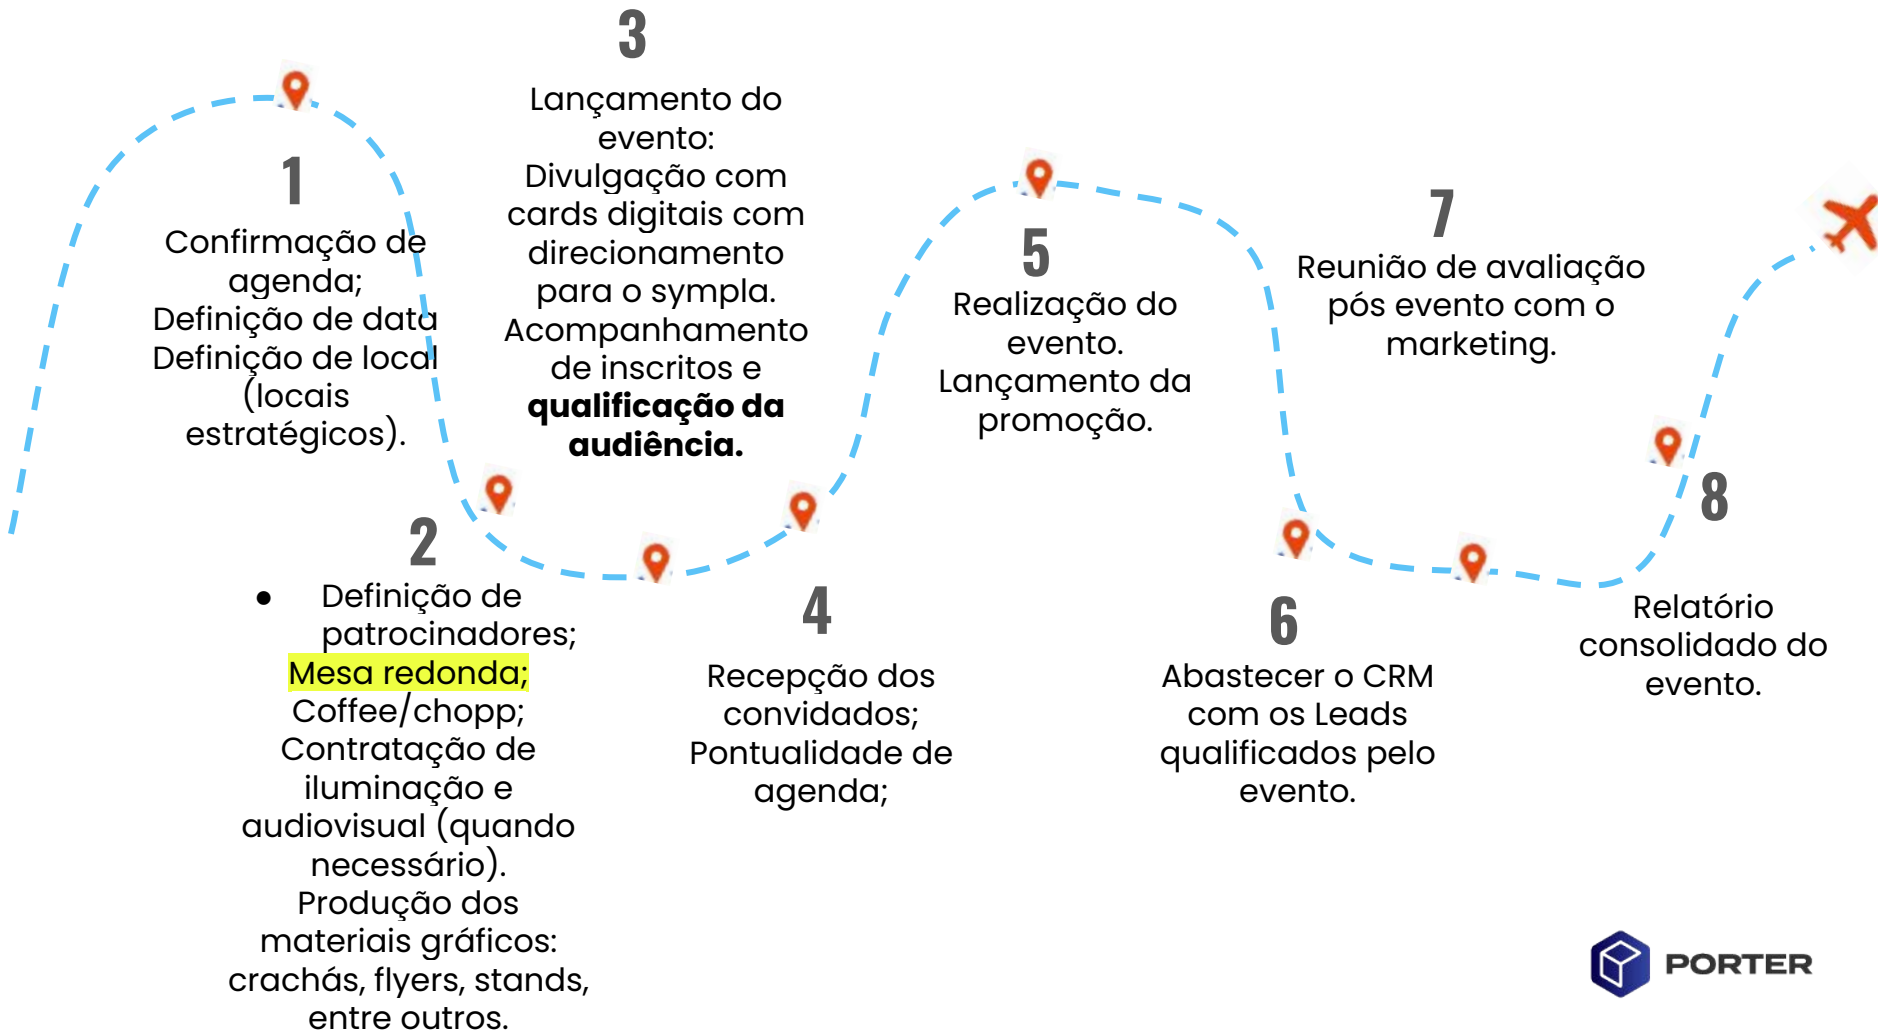 1
Confirmação de
agenda;
Definição de data
Definição de local
(locais
estratégicos).
2
● Definição de
patrocinadores;
Mesa redonda;
Coffee/chopp;
Contratação de
iluminação e
audiovisual (quando
necessário).
Produção dos
materiais gráficos:
crachás, flyers, stands,
entre outros.
3
Lançamento do
evento:
Divulgação com
cards digitais com
direcionamento
para o sympla.
Acompanhamento
de inscritos e
qualificação da
audiência.
4
Recepção dos
convidados;
Pontualidade de
agenda;
5
Realização do
evento.
Lançamento da
promoção.
6
Abastecer o CRM
com os Leads
qualificados pelo
evento.
7
Reunião de avaliação
pós evento com o
marketing.
8
Relatório
consolidado do
evento.
PORTER